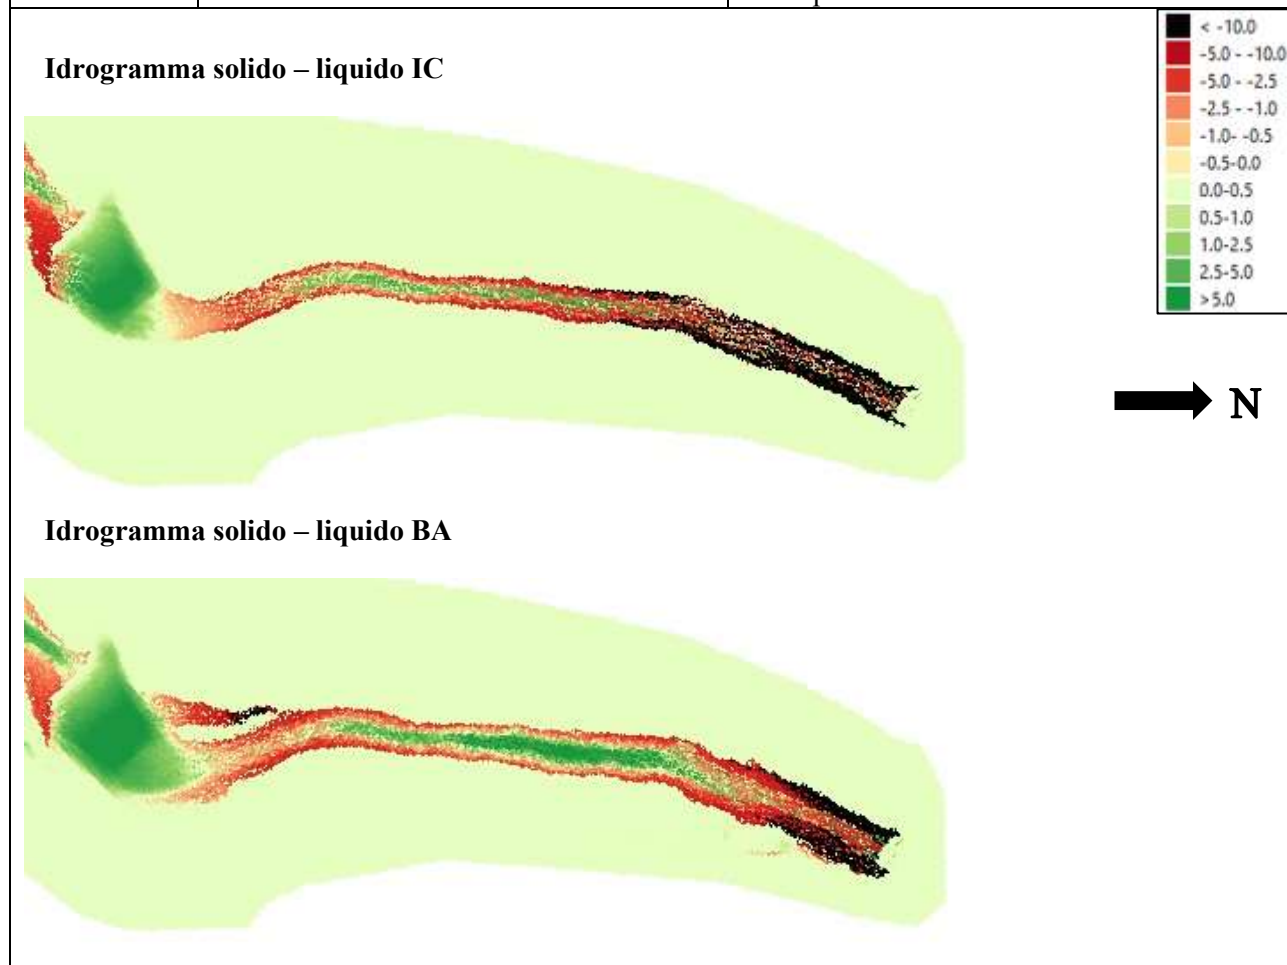 Idrogramma solido – liquido IC
< -10.0
-5.0 - -10.0
-5.0 - -2.5
-2.5 - -1.0
-1.0- -0.5
-0.5-0.0
0.0-0.5
0.5-1.0
1.0-2.5
2.5-5.0
>5.0
N
Idrogramma solido – liquido BA